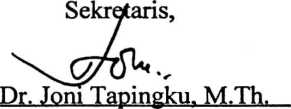 Sekretaris,
Dr. Joni Tapingku, M.Th.